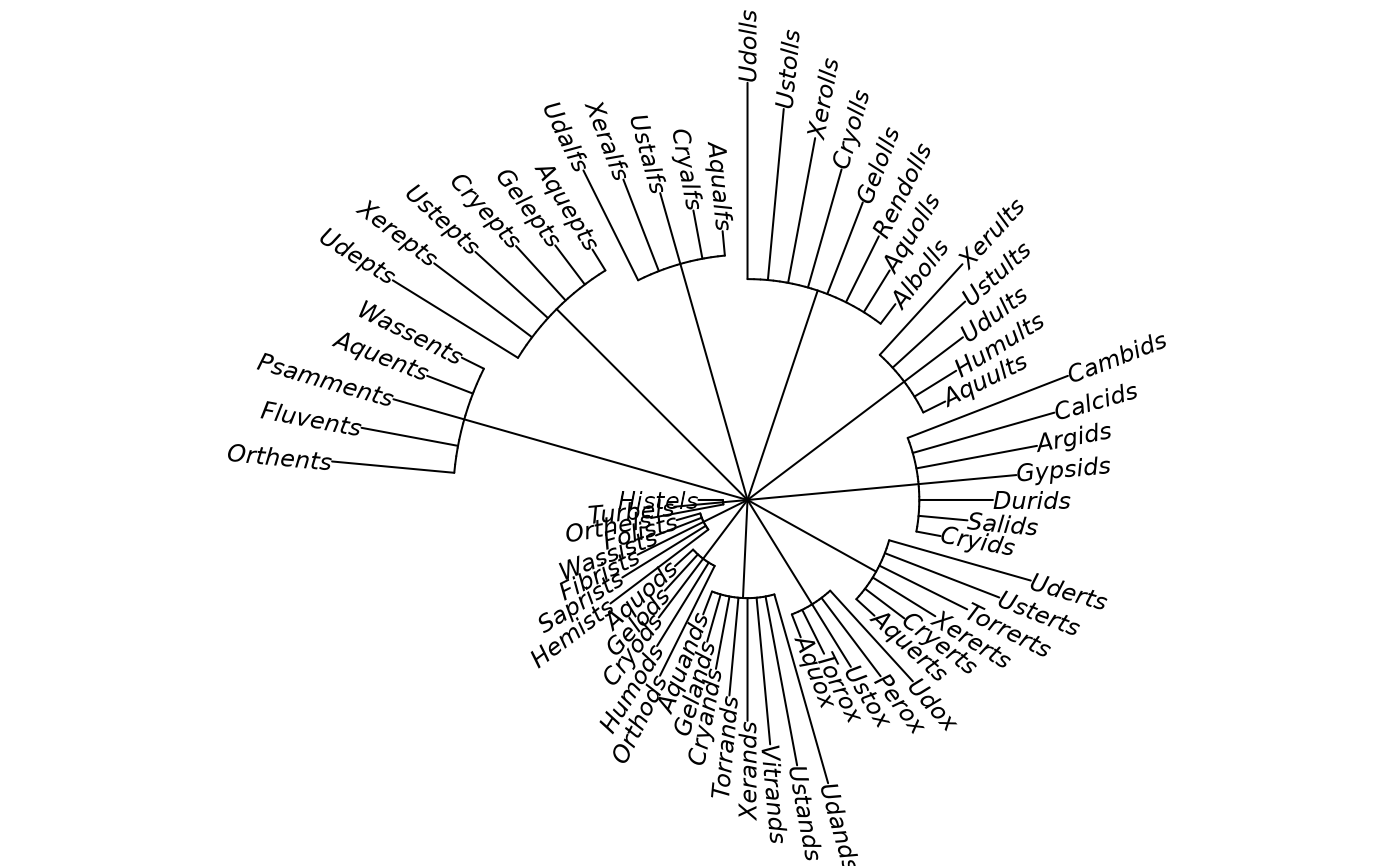 Udolls
Ustolls
Xerolls
Cryolls
Gelolls
Rendolls
Aquolls
Albolls
Xerults
Ustults
Udults
Humults
Aquults
Cambids
Calcids
Argids
Gypsids
Durids
Salids
Cryids
Uderts
Usterts
Torrerts
Xererts
Cryerts
Aquerts
Udox
Perox
Ustox
Torrox
Aquox
Udands
Ustands
Vitrands
Xerands
Torrands
Cryands
Gelands
Aquands
Orthods
Humods
Cryods
Gelods
Aquods
Hemists
Saprists
Fibrists
Wassists
Folists
Orthels
Turbels
Histels
Orthents
Fluvents
Psamments
Aquents
Wassents
Udepts
Xerepts
Ustepts
Cryepts
Gelepts
Aquepts
Udalfs
Xeralfs
Ustalfs
Cryalfs
Aqualfs